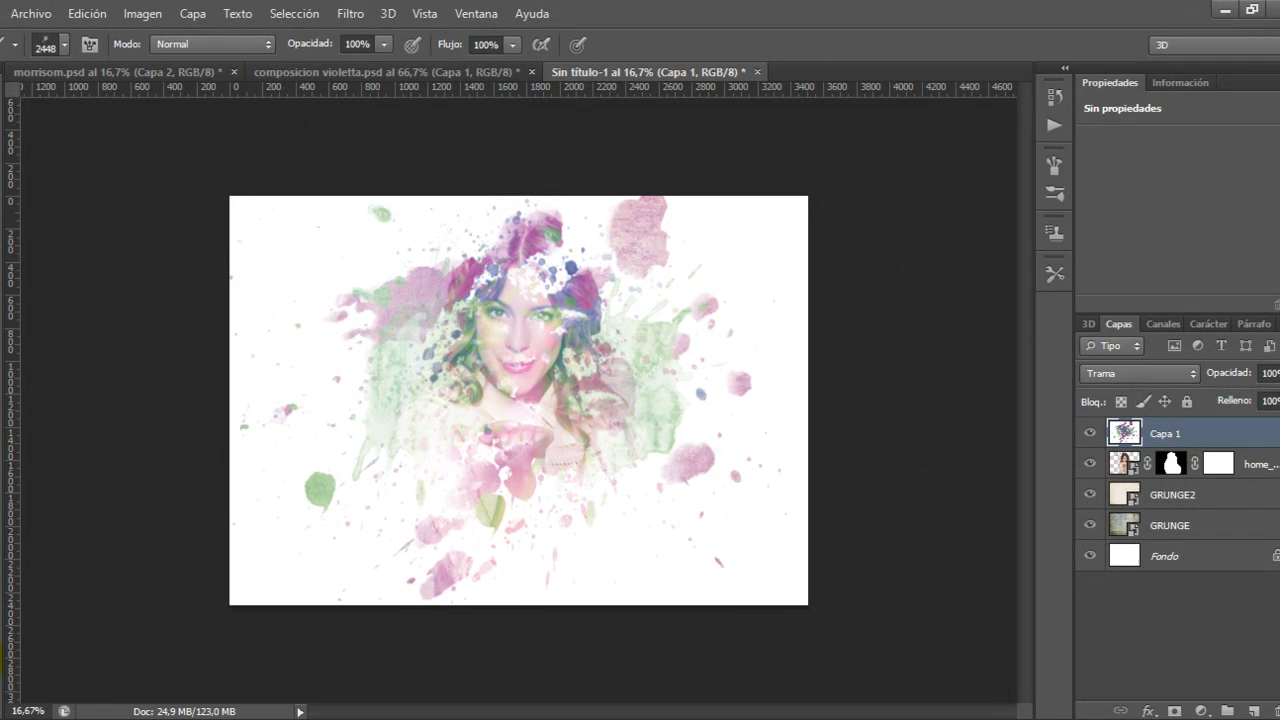 Archivo Edición Imagen Capa Texto Selección Filtro 3D Vista Ventana Ayuda
2448 Modo: Normal Opacidad: 100% Flujo: 100% 3D
morrisom.psd al 16,7% (Capa 2, RGB/8) * × composicion violetta.psd al 66,7% (Capa 1, RGB/8) * × Sin título-1 al 16,7% (Capa 1, RGB/8) * ×
1200 1000 800 600 400 200 0 200 400 600 800 1000 1200 1400 1600 1800 2000 2200 2400 2600 2800 3000 3200 3400 3600 3800 4000 4200 4400 4600
Propiedades Información
Sin propiedades
3D Capas Canales Carácter Párrafo
Tipo
Trama Opacidad: 100%
Bloq.: Relleno: 100%
Capa 1
home_...
GRUNGE2
GRUNGE
Fondo
16,67% Doc: 24,9 MB/123,0 MB